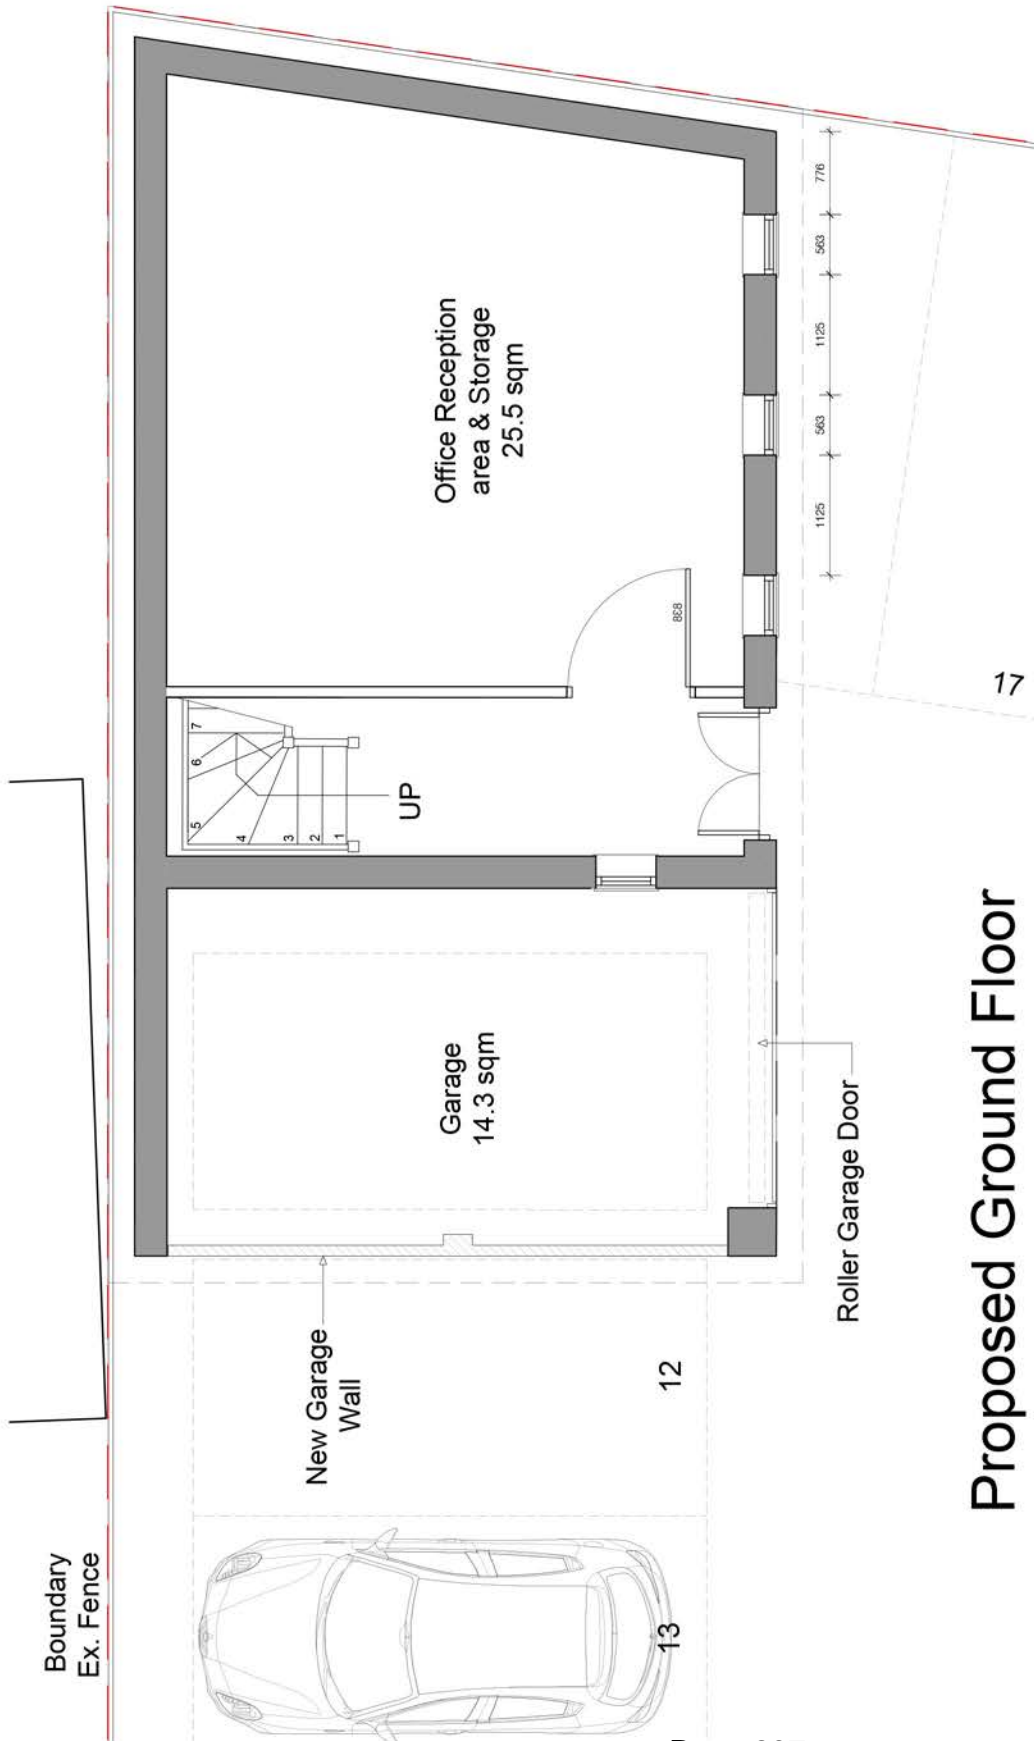 Boundary
Ex. Fence
New Garage
Wall
13
12
Garage
14.3 sqm
Roller Garage Door
UP
1
2
3
4
5
6
7
Office Reception
area & Storage
25.5 sqm
838
1125
563
1125
563
776
17
Proposed Ground Floor